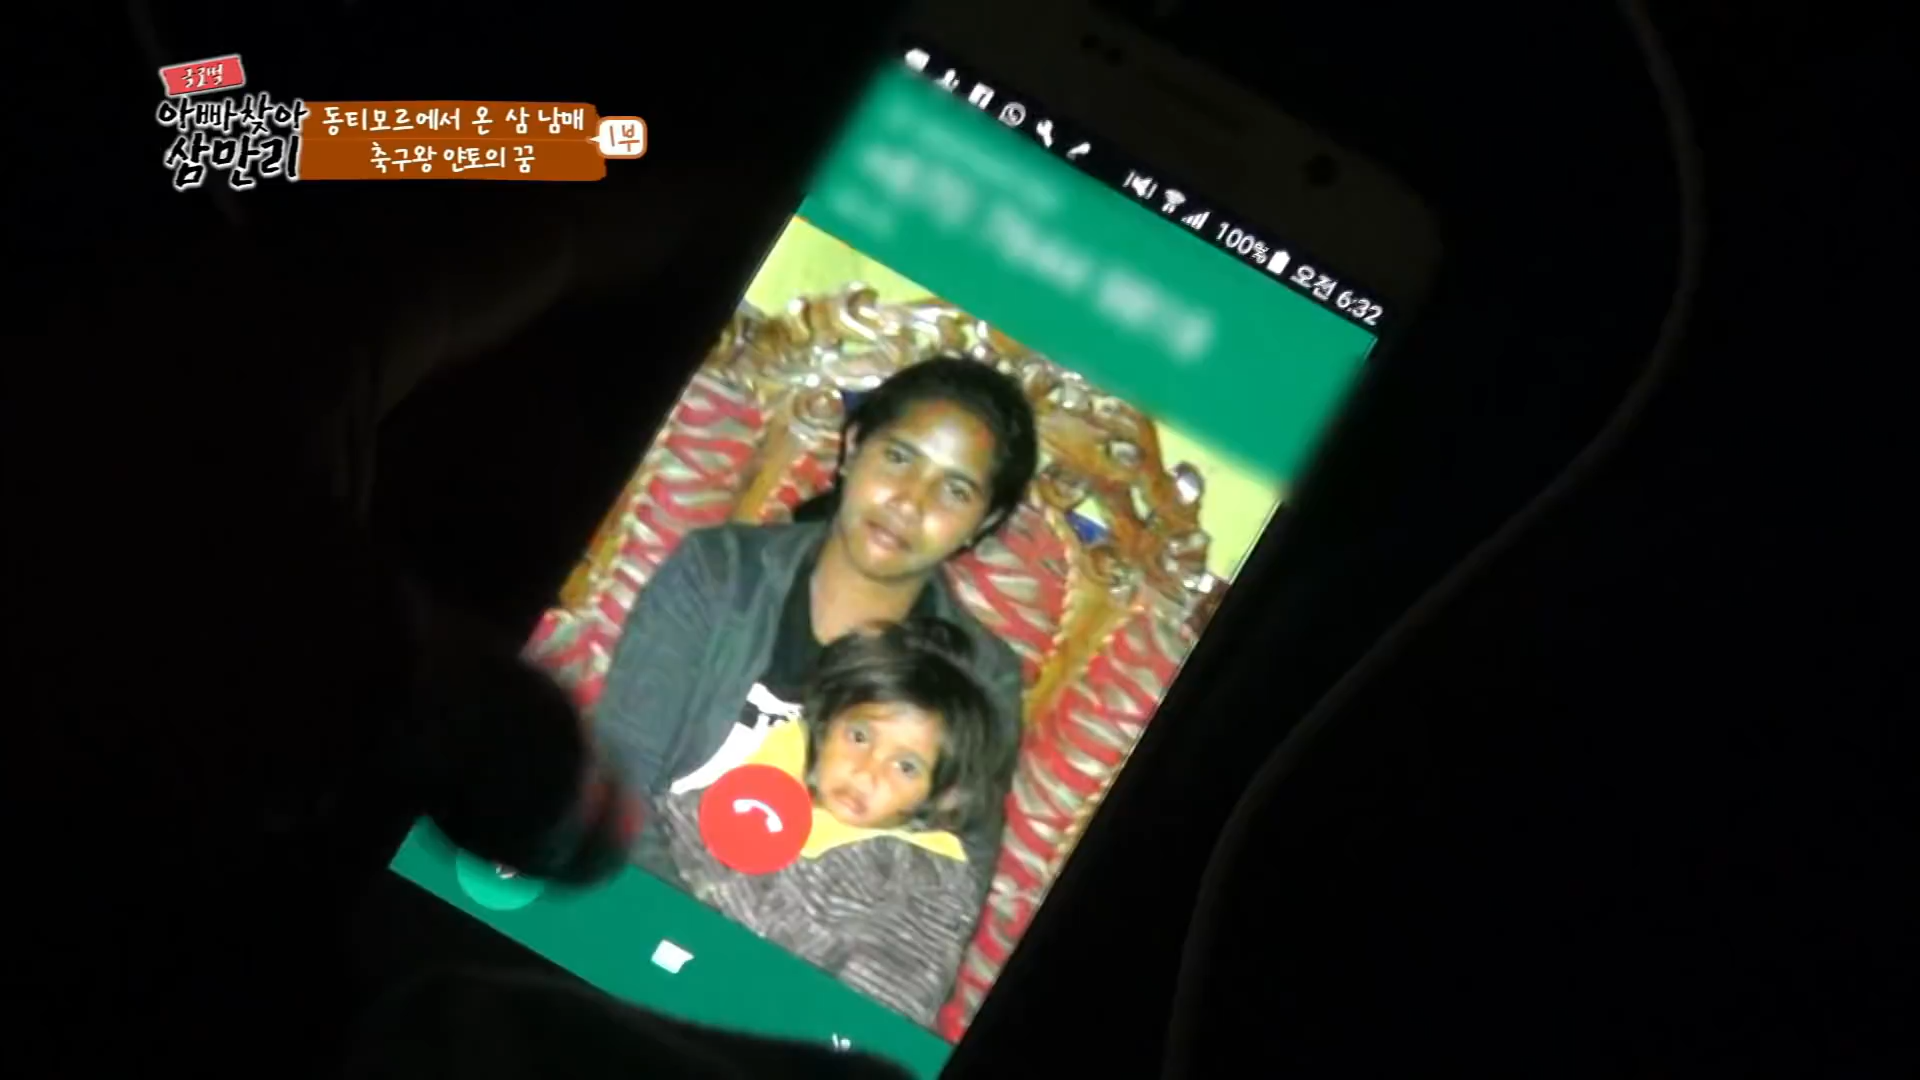 글로벌
아빠찾아
삼만리
동티모르에서 온 삼 남매
축구왕 얀토의 꿈
1부
100%
오전 6:32